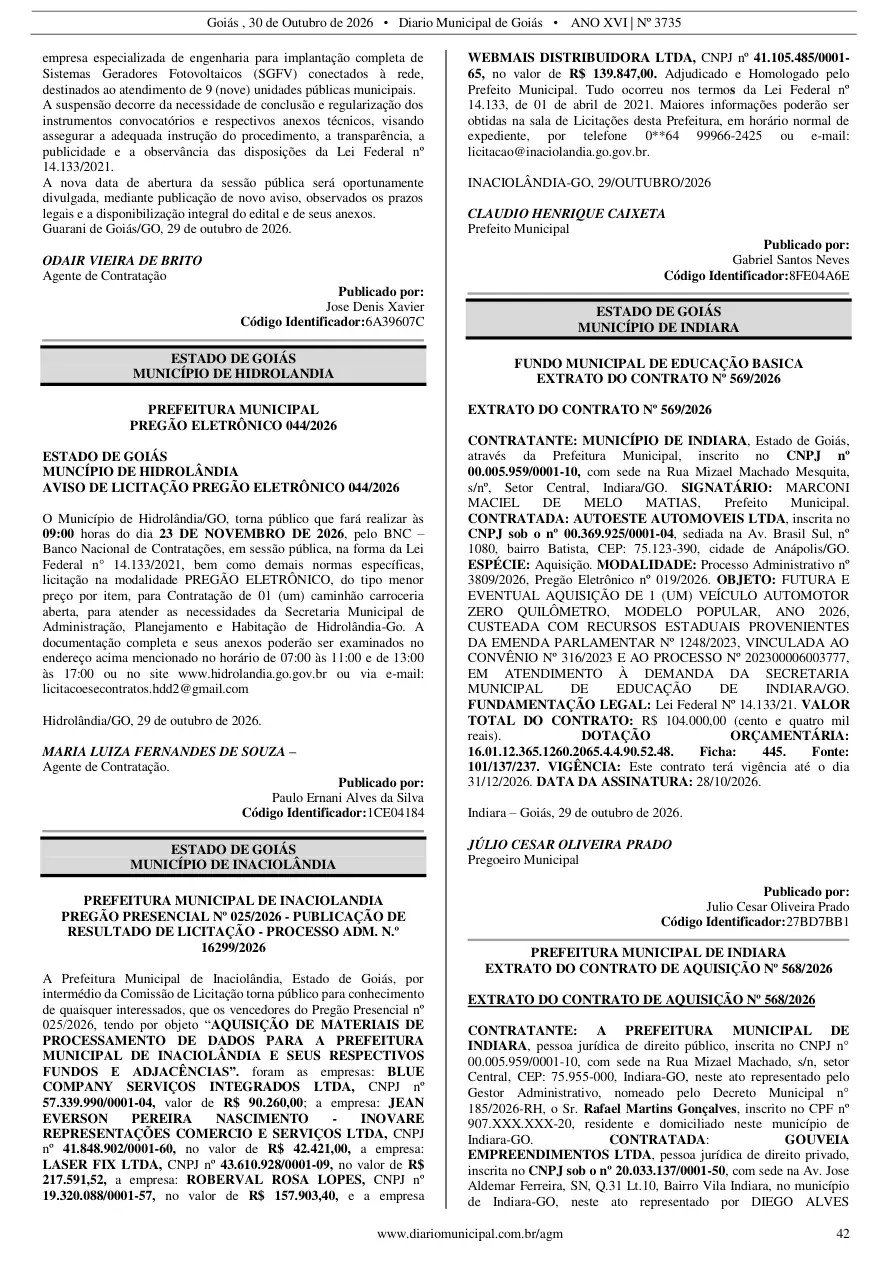 Goiás , 30 de Outubro de 2026 • Diario Municipal de Goiás • ANO XVI | Nº 3735
empresa especializada de engenharia para implantação completa de
Sistemas Geradores Fotovoltaicos (SGFV) conectados à rede,
destinados ao atendimento de 9 (nove) unidades públicas municipais.
A suspensão decorre da necessidade de conclusão e regularização dos
instrumentos convocatórios e respectivos anexos técnicos, visando
assegurar a adequada instrução do procedimento, a transparência, a
publicidade e a observância das disposições da Lei Federal nº
14.133/2021.
A nova data de abertura da sessão pública será oportunamente
divulgada, mediante publicação de novo aviso, observados os prazos
legais e a disponibilização integral do edital e de seus anexos.
Guarani de Goiás/GO, 29 de outubro de 2026.
ODAIR VIEIRA DE BRITO
Agente de Contratação
Publicado por:
Jose Denis Xavier
Código Identificador:6A39607C
ESTADO DE GOIÁS
MUNICÍPIO DE HIDROLANDIA
PREFEITURA MUNICIPAL
PREGÃO ELETRÔNICO 044/2026
ESTADO DE GOIÁS
MUNCÍPIO DE HIDROLÂNDIA
AVISO DE LICITAÇÃO PREGÃO ELETRÔNICO 044/2026
O Município de Hidrolândia/GO, torna público que fará realizar às
09:00 horas do dia 23 DE NOVEMBRO DE 2026, pelo BNC –
Banco Nacional de Contratações, em sessão pública, na forma da Lei
Federal n° 14.133/2021, bem como demais normas específicas,
licitação na modalidade PREGÃO ELETRÔNICO, do tipo menor
preço por item, para Contratação de 01 (um) caminhão carroceria
aberta, para atender as necessidades da Secretaria Municipal de
Administração, Planejamento e Habitação de Hidrolândia-Go. A
documentação completa e seus anexos poderão ser examinados no
endereço acima mencionado no horário de 07:00 às 11:00 e de 13:00
às 17:00 ou no site www.hidrolandia.go.gov.br ou via e-mail:
licitacoesecontratos.hdd2@gmail.com
Hidrolândia/GO, 29 de outubro de 2026.
MARIA LUIZA FERNANDES DE SOUZA –
Agente de Contratação.
Publicado por:
Paulo Ernani Alves da Silva
Código Identificador:1CE04184
ESTADO DE GOIÁS
MUNICÍPIO DE INACIOLÂNDIA
PREFEITURA MUNICIPAL DE INACIOLANDIA
PREGÃO PRESENCIAL Nº 025/2026 - PUBLICAÇÃO DE
RESULTADO DE LICITAÇÃO - PROCESSO ADM. N.º
16299/2026
A Prefeitura Municipal de Inaciolândia, Estado de Goiás, por
intermédio da Comissão de Licitação torna público para conhecimento
de quaisquer interessados, que os vencedores do Pregão Presencial nº
025/2026, tendo por objeto “AQUISIÇÃO DE MATERIAIS DE
PROCESSAMENTO DE DADOS PARA A PREFEITURA
MUNICIPAL DE INACIOLÂNDIA E SEUS RESPECTIVOS
FUNDOS E ADJACÊNCIAS”. foram as empresas: BLUE
COMPANY SERVIÇOS INTEGRADOS LTDA, CNPJ nº
57.339.990/0001-04, valor de R$ 90.260,00; a empresa: JEAN
EVERSON PEREIRA NASCIMENTO - INOVARE
REPRESENTAÇÕES COMERCIO E SERVIÇOS LTDA, CNPJ
nº 41.848.902/0001-60, no valor de R$ 42.421,00, a empresa:
LASER FIX LTDA, CNPJ nº 43.610.928/0001-09, no valor de R$
217.591,52, a empresa: ROBERVAL ROSA LOPES, CNPJ nº
19.320.088/0001-57, no valor de R$ 157.903,40, e a empresa
WEBMAIS DISTRIBUIDORA LTDA, CNPJ nº 41.105.485/0001-
65, no valor de R$ 139.847,00. Adjudicado e Homologado pelo
Prefeito Municipal. Tudo ocorreu nos termos da Lei Federal nº
14.133, de 01 de abril de 2021. Maiores informações poderão ser
obtidas na sala de Licitações desta Prefeitura, em horário normal de
expediente, por telefone 0**64 99966-2425 ou e-mail:
licitacao@inaciolandia.go.gov.br.
INACIOLÂNDIA-GO, 29/OUTUBRO/2026
CLAUDIO HENRIQUE CAIXETA
Prefeito Municipal
Publicado por:
Gabriel Santos Neves
Código Identificador:8FE04A6E
ESTADO DE GOIÁS
MUNICÍPIO DE INDIARA
FUNDO MUNICIPAL DE EDUCAÇÃO BASICA
EXTRATO DO CONTRATO Nº 569/2026
EXTRATO DO CONTRATO Nº 569/2026
CONTRATANTE: MUNICÍPIO DE INDIARA, Estado de Goiás,
através da Prefeitura Municipal, inscrito no CNPJ nº
00.005.959/0001-10, com sede na Rua Mizael Machado Mesquita,
s/nº, Setor Central, Indiara/GO. SIGNATÁRIO: MARCONI
MACIEL DE MELO MATIAS, Prefeito Municipal.
CONTRATADA: AUTOESTE AUTOMOVEIS LTDA, inscrita no
CNPJ sob o nº 00.369.925/0001-04, sediada na Av. Brasil Sul, nº
1080, bairro Batista, CEP: 75.123-390, cidade de Anápolis/GO.
ESPÉCIE: Aquisição. MODALIDADE: Processo Administrativo nº
3809/2026, Pregão Eletrônico nº 019/2026. OBJETO: FUTURA E
EVENTUAL AQUISIÇÃO DE 1 (UM) VEÍCULO AUTOMOTOR
ZERO QUILÔMETRO, MODELO POPULAR, ANO 2026,
CUSTEADA COM RECURSOS ESTADUAIS PROVENIENTES
DA EMENDA PARLAMENTAR Nº 1248/2023, VINCULADA AO
CONVÊNIO Nº 316/2023 E AO PROCESSO Nº 202300006003777,
EM ATENDIMENTO À DEMANDA DA SECRETARIA
MUNICIPAL DE EDUCAÇÃO DE INDIARA/GO.
FUNDAMENTAÇÃO LEGAL: Lei Federal Nº 14.133/21. VALOR
TOTAL DO CONTRATO: R$ 104.000,00 (cento e quatro mil
reais). DOTAÇÃO ORÇAMENTÁRIA:
16.01.12.365.1260.2065.4.4.90.52.48. Ficha: 445. Fonte:
101/137/237. VIGÊNCIA: Este contrato terá vigência até o dia
31/12/2026. DATA DA ASSINATURA: 28/10/2026.
Indiara – Goiás, 29 de outubro de 2026.
JÚLIO CESAR OLIVEIRA PRADO
Pregoeiro Municipal
Publicado por:
Julio Cesar Oliveira Prado
Código Identificador:27BD7BB1
PREFEITURA MUNICIPAL DE INDIARA
EXTRATO DO CONTRATO DE AQUISIÇÃO Nº 568/2026
EXTRATO DO CONTRATO DE AQUISIÇÃO Nº 568/2026
CONTRATANTE: A PREFEITURA MUNICIPAL DE
INDIARA, pessoa jurídica de direito público, inscrita no CNPJ n°
00.005.959/0001-10, com sede na Rua Mizael Machado, s/n, setor
Central, CEP: 75.955-000, Indiara-GO, neste ato representado pelo
Gestor Administrativo, nomeado pelo Decreto Municipal n°
185/2026-RH, o Sr. Rafael Martins Gonçalves, inscrito no CPF nº
907.XXX.XXX-20, residente e domiciliado neste município de
Indiara-GO. CONTRATADA: GOUVEIA
EMPREENDIMENTOS LTDA, pessoa jurídica de direito privado,
inscrita no CNPJ sob o nº 20.033.137/0001-50, com sede na Av. Jose
Aldemar Ferreira, SN, Q.31 Lt.10, Bairro Vila Indiara, no município
de Indiara-GO, neste ato representado por DIEGO ALVES
www.diariomunicipal.com.br/agm 42